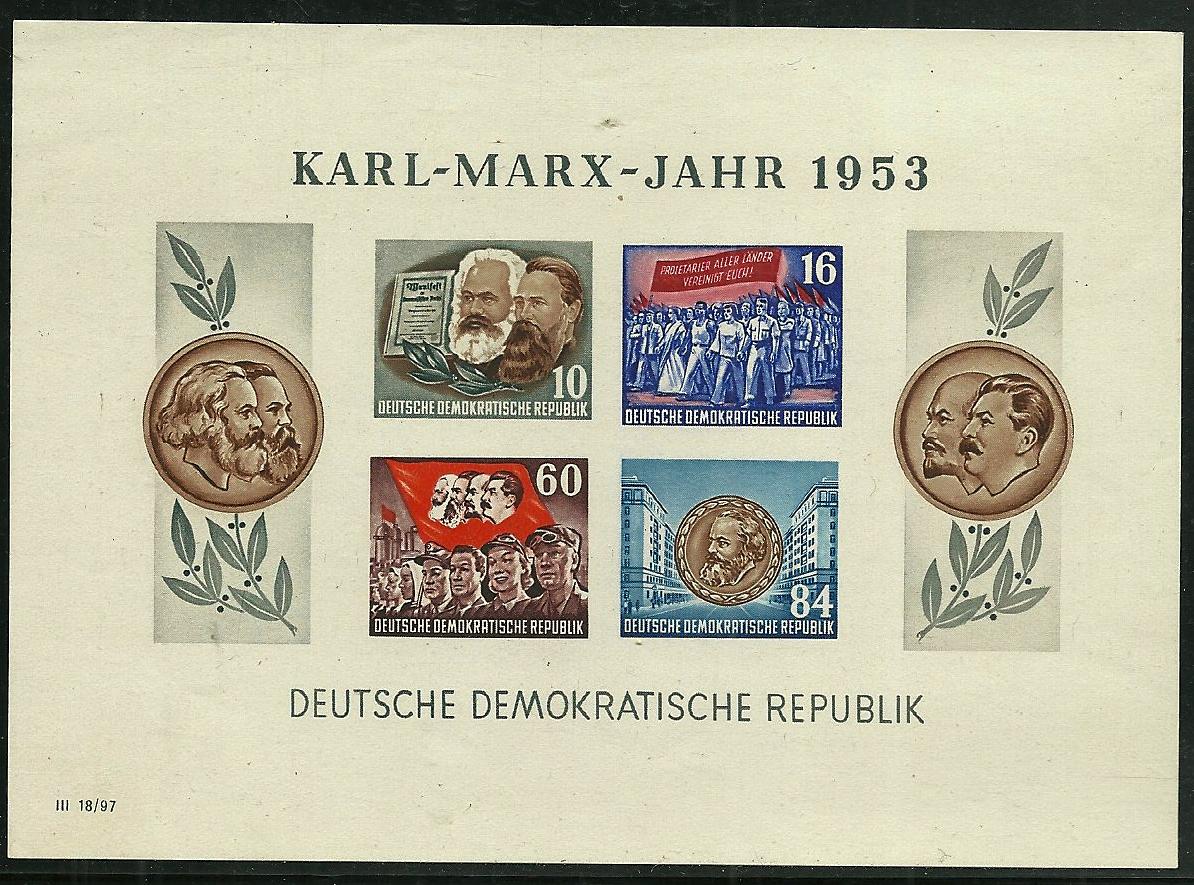 KARL-MARX-JAHR 1953
Manifest
10
DEUTSCHE DEMOKRATISCHE REPUBLIK
PROLETARIER ALLER LÄNDER
VEREINIGT EUCH!
16
DEUTSCHE DEMOKRATISCHE REPUBLIK
60
DEUTSCHE DEMOKRATISCHE REPUBLIK
84
DEUTSCHE DEMOKRATISCHE REPUBLIK
DEUTSCHE DEMOKRATISCHE REPUBLIK
III 18/97